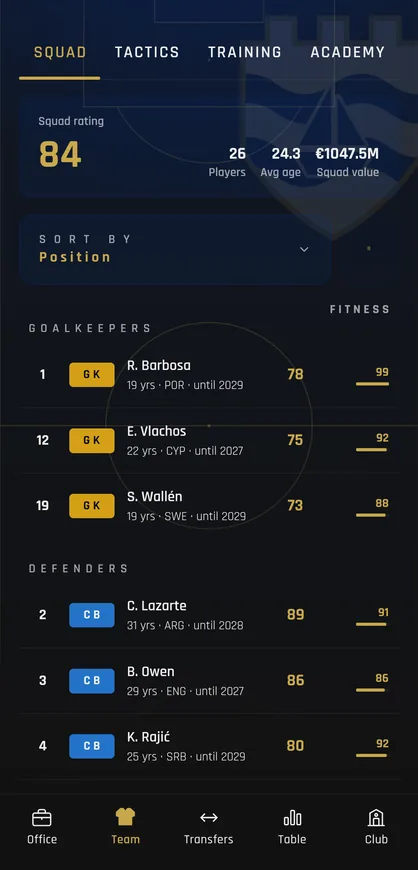 SQUAD TACTICS TRAINING ACADEMY
Squad rating
84
26 24.3 €1047.5M
Players Avg age Squad value
SORT BY
Position
FITNESS
GOALKEEPERS
1 GK R. Barbosa 78 99
19 yrs · POR · until 2029
12 GK E. Vlachos 75 92
22 yrs · CYP · until 2027
19 GK S. Wallén 73 88
19 yrs · SWE · until 2029
DEFENDERS
2 CB C. Lazarte 89 91
31 yrs · ARG · until 2028
3 CB B. Owen 86 86
29 yrs · ENG · until 2027
4 CB K. Rajić 80 92
25 yrs · SRB · until 2029
Office Team Transfers Table Club